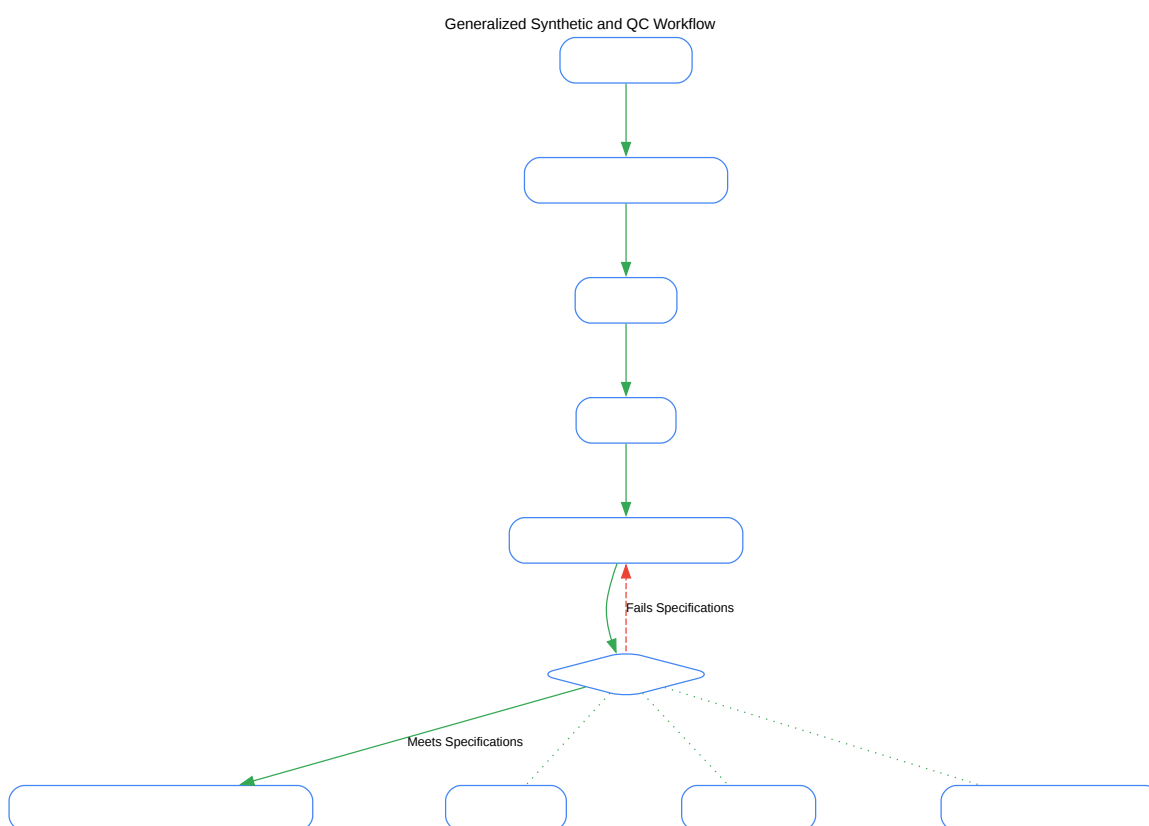 Generalized Synthetic and QC Workflow
Fails Specifications
Meets Specifications